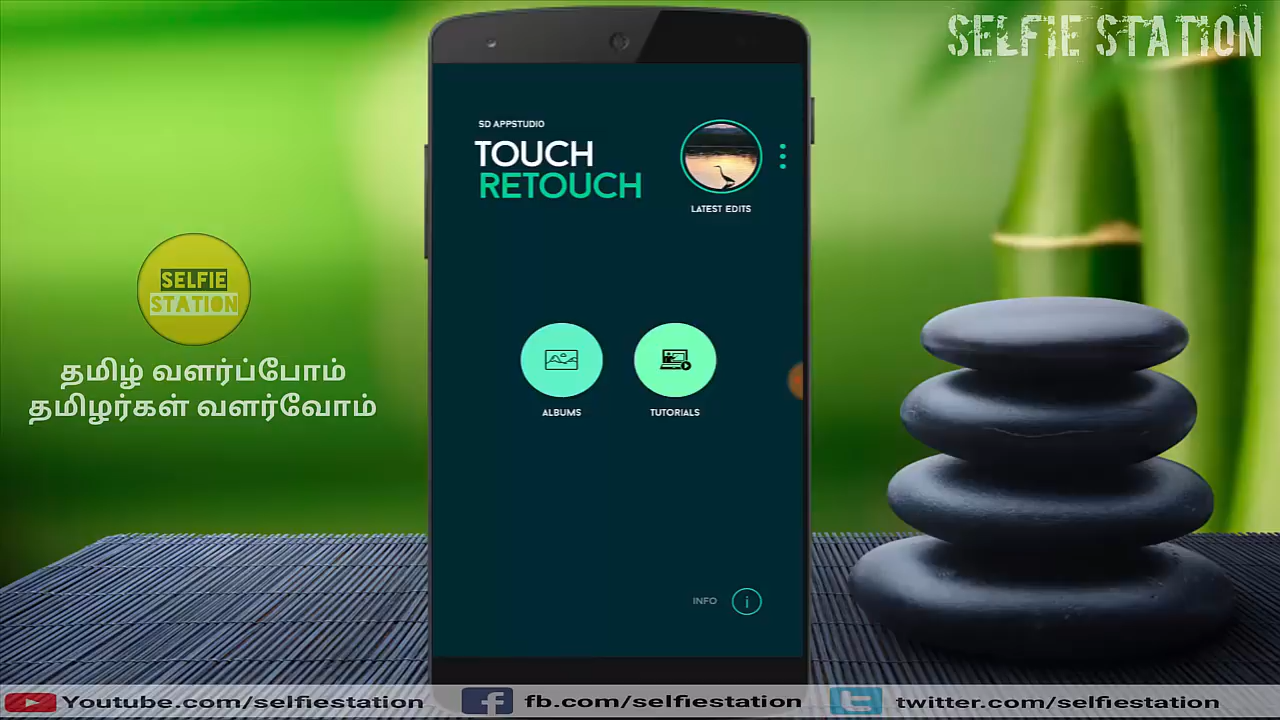 SELFIE STATION
SD APPSTUDIO
TOUCH
RETOUCH
LATEST EDITS
SELFIE
STATION
தமிழ் வளர்ப்போம்
தமிழர்கள் வளர்வோம்
ALBUMS
TUTORIALS
INFO i
Youtube.com/selfiestation
fb.com/selfiestation
twitter.com/selfiestation